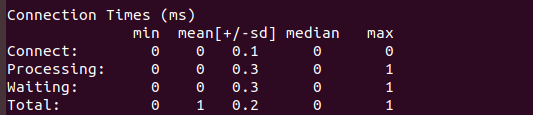 Connection Times (ms)
              min  mean[+/-sd] median   max
Connect:        0    0   0.1      0       0
Processing:     0    0   0.3      0       1
Waiting:        0    0   0.3      0       1
Total:          0    1   0.2      0       1